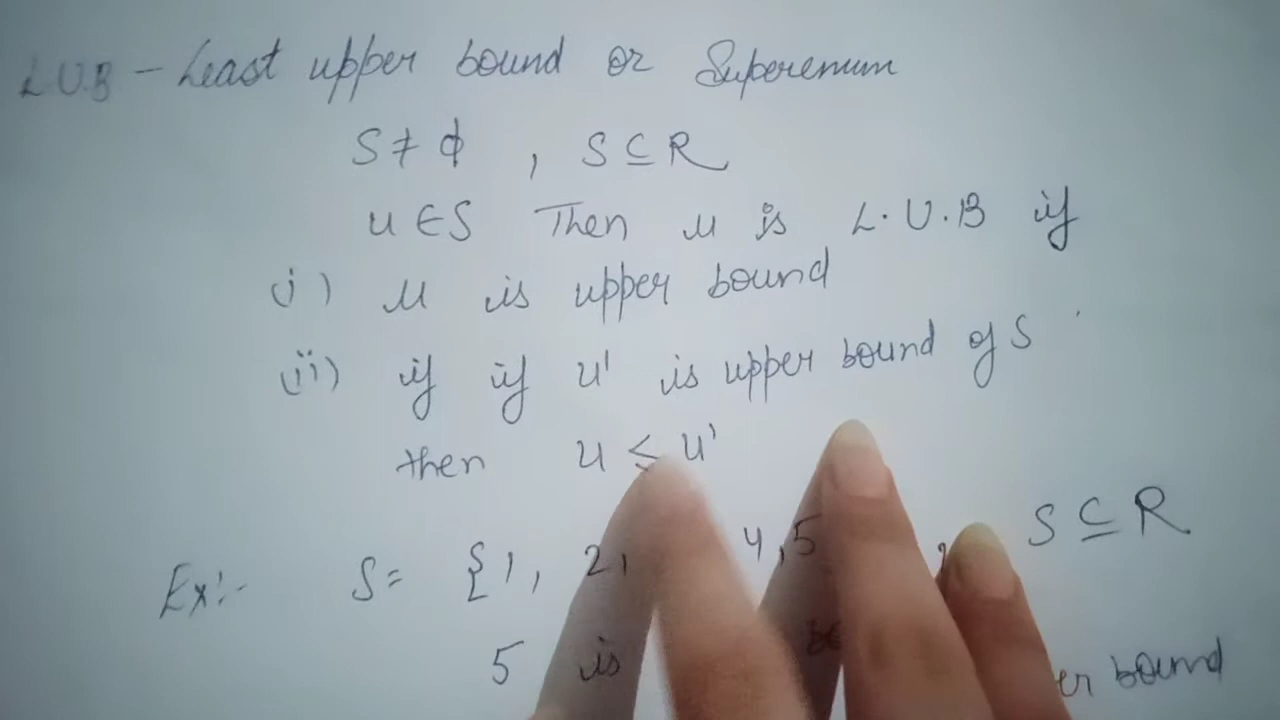 L.U.B – Least upper bound or Superemum
S ≠ ϕ , S ⊆ R
u ∈ S Then u is L.U.B if
(i) u is upper bound
(ii) if if u' is upper bound of S
then u ≤ u'
Ex:- S = {1, 2, 4, 5 S ⊆ R
5 is bound